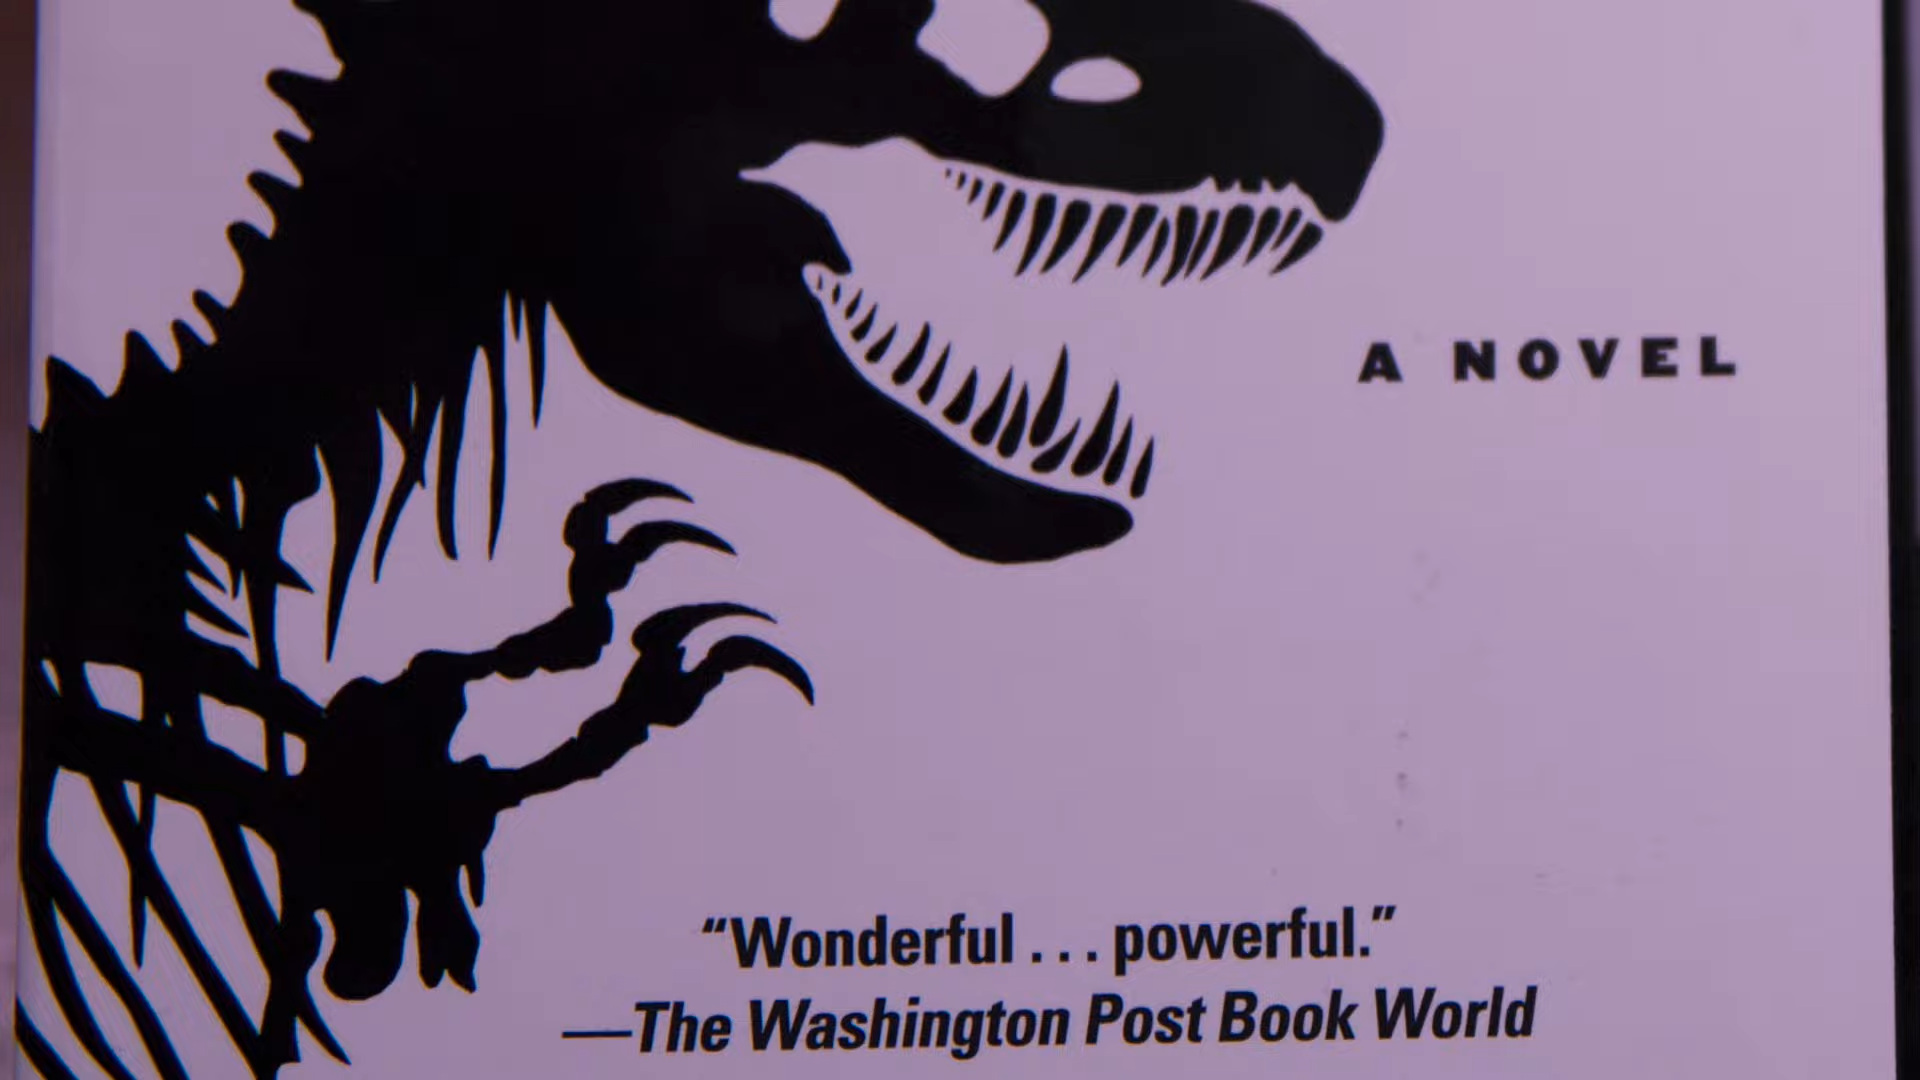 A NOVEL
“Wonderful . . . powerful.”
—The Washington Post Book World